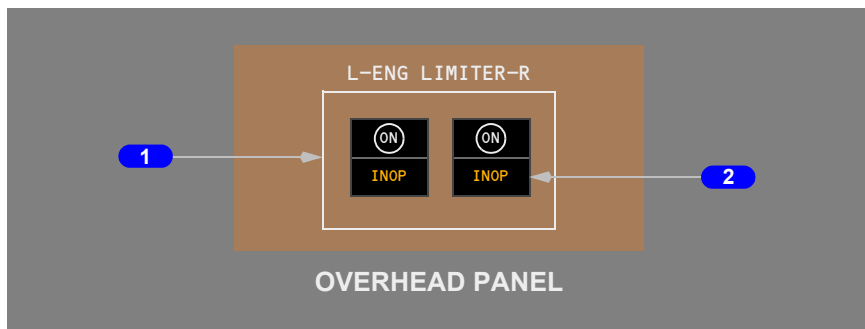 L-ENG LIMITER-R
ON ON
1
INOP INOP
2
OVERHEAD PANEL